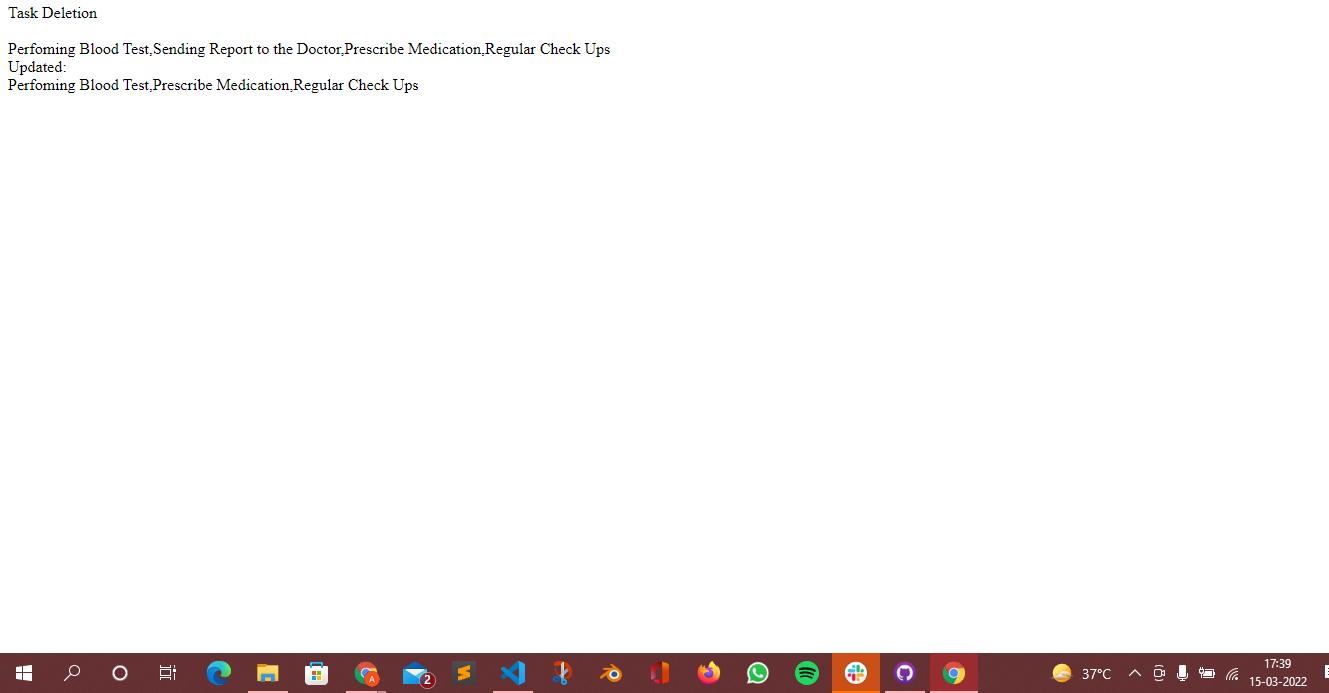 Task Deletion
Perfoming Blood Test,Sending Report to the Doctor,Prescribe Medication,Regular Check Ups
Updated:
Perfoming Blood Test,Prescribe Medication,Regular Check Ups
A
2
37°C
17:39
15-03-2022